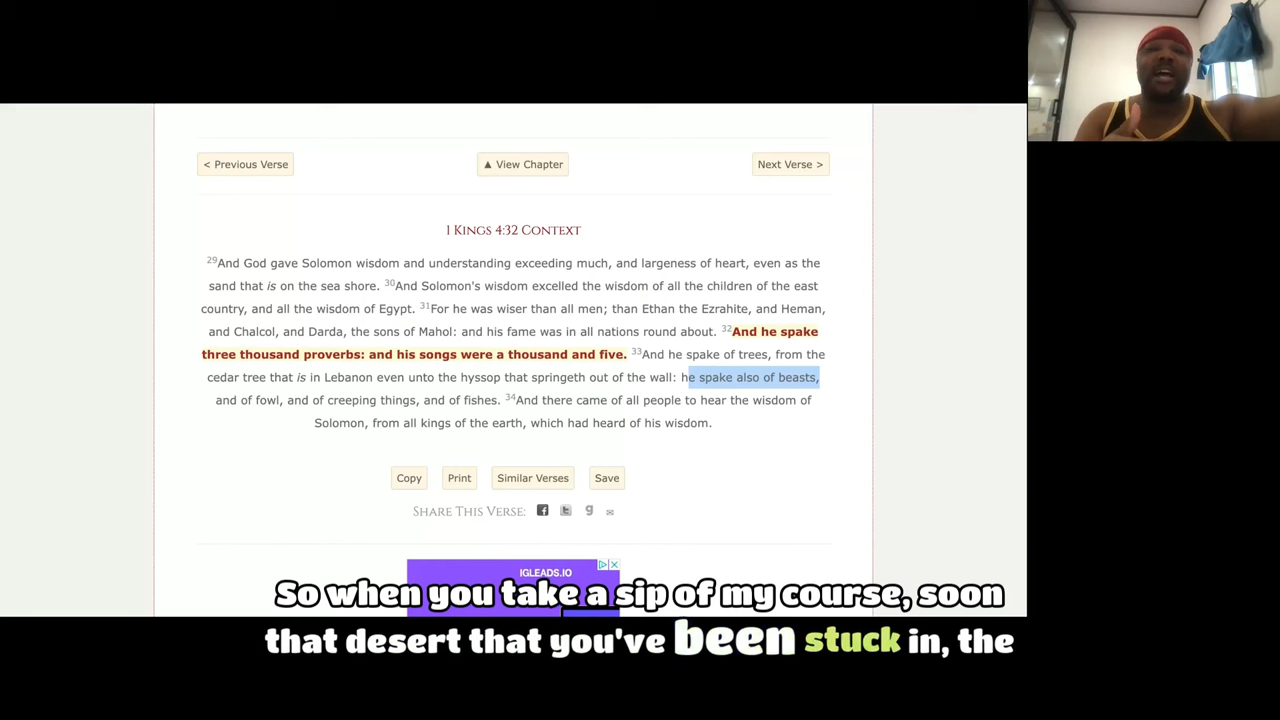 < Previous Verse
▲ View Chapter
Next Verse >
I Kings 4:32 Context
29And God gave Solomon wisdom and understanding exceeding much, and largeness of heart, even as the
sand that is on the sea shore. 30And Solomon's wisdom excelled the wisdom of all the children of the east
country, and all the wisdom of Egypt. 31For he was wiser than all men; than Ethan the Ezrahite, and Heman,
and Chalcol, and Darda, the sons of Mahol: and his fame was in all nations round about. 32And he spake
three thousand proverbs: and his songs were a thousand and five. 33And he spake of trees, from the
cedar tree that is in Lebanon even unto the hyssop that springeth out of the wall: he spake also of beasts,
and of fowl, and of creeping things, and of fishes. 34And there came of all people to hear the wisdom of
Solomon, from all kings of the earth, which had heard of his wisdom.
Copy
Print
Similar Verses
Save
Share This Verse:
IGLEADS.IO
So when you take a sip of my course, soon
that desert that you've been stuck in, the